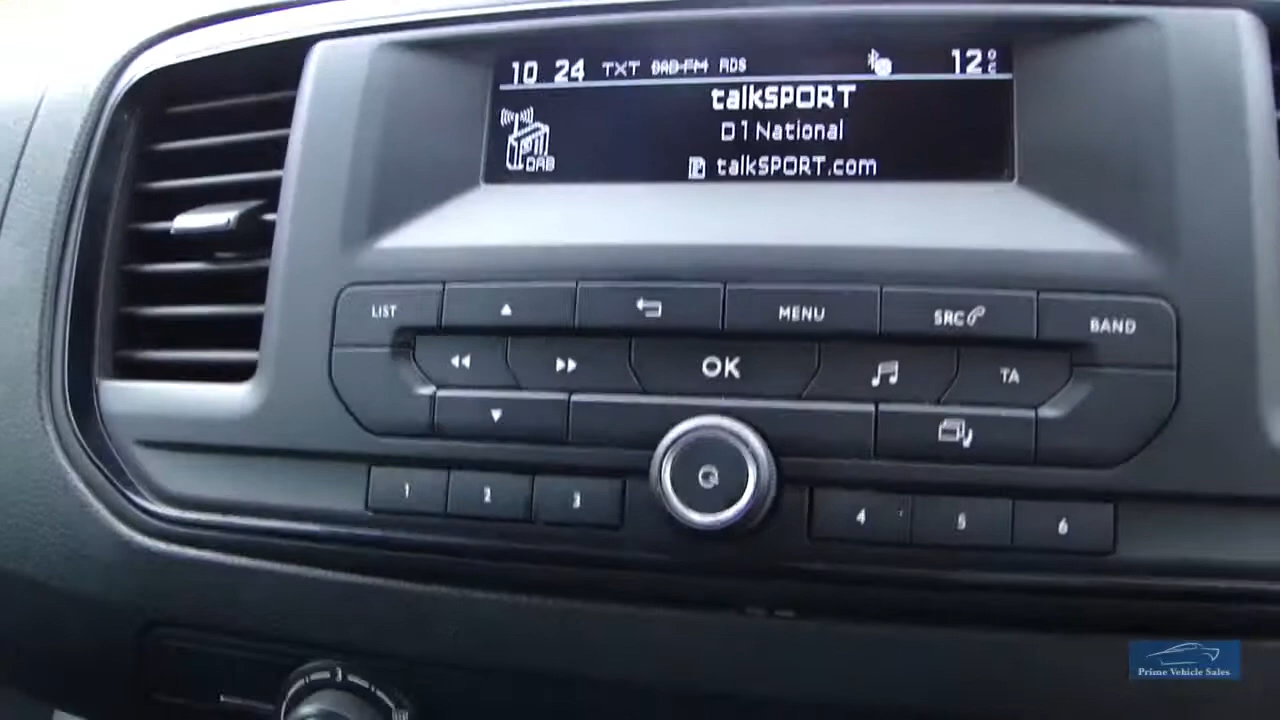 10 24 TXT DAB-FM RDS 12°C
talkSPORT
D1 National
DAB
talkSPORT.com
LIST MENU SRC BAND
OK TA
1 2 3 4 5 6
3
Prime Vehicle Sales